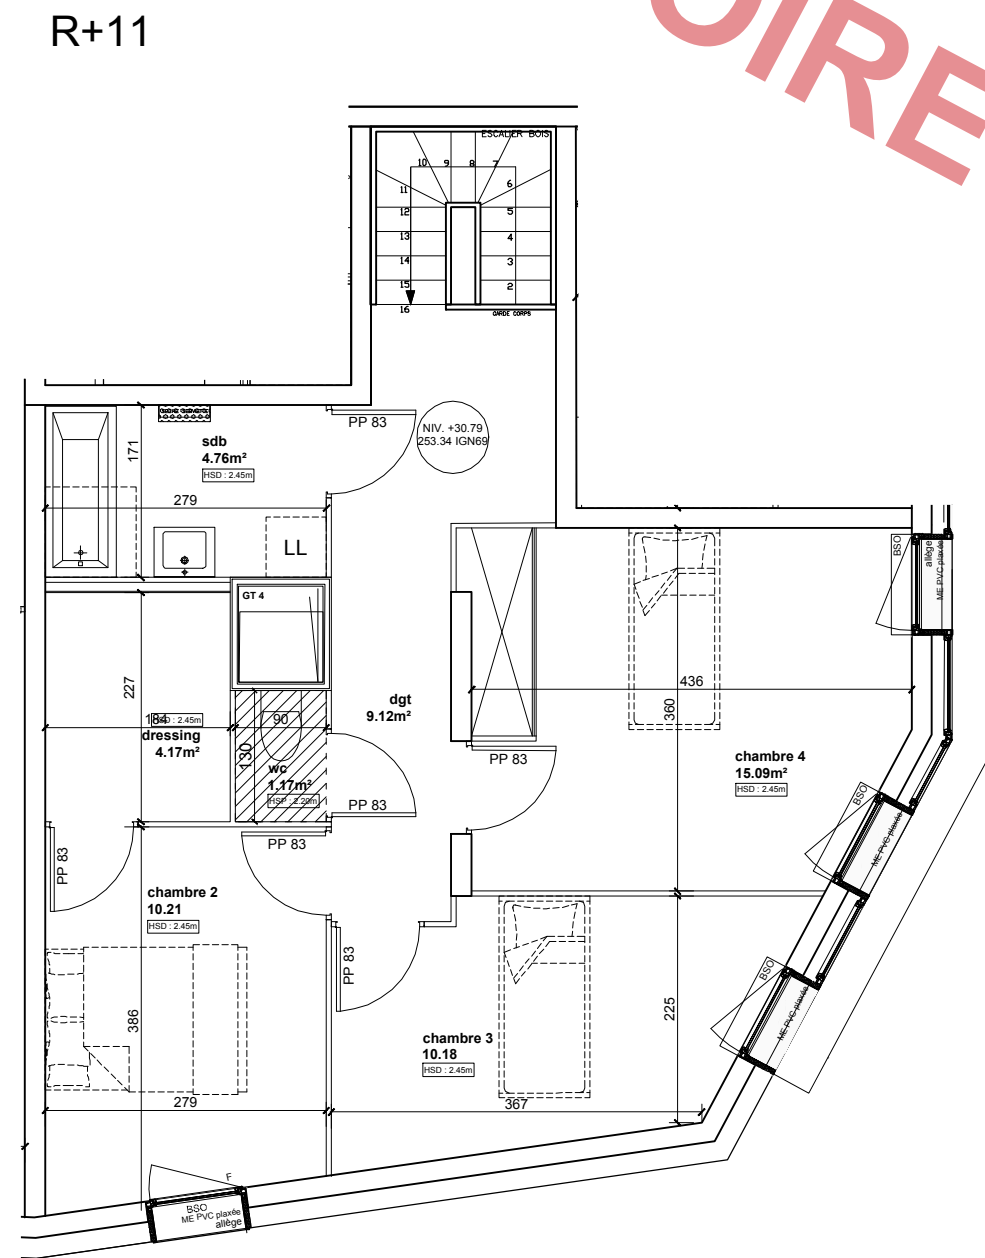 R+11
OIRE
ESCALIER BOIS
10
9
8
7
11
6
12
5
13
4
14
3
15
2
16
GARDE CORPS
PP 83
NIV. +30.79
253.34 IGN69
sdb
4.76m²
HSD : 2.45m
171
279
LL
GT 4
BSO
allège
ME PVC plaxée
227
184
HSD : 2.45m
dressing
4.17m²
90
130
wc
1.17m²
HSP : 2.20m
dgt
9.12m²
436
360
PP 83
chambre 4
15.09m²
HSD : 2.45m
PP 83
PP 83
PP 83
BSO
ME PVC plaxée
chambre 2
10.21
HSD : 2.45m
PP 83
386
225
BSO
ME PVC plaxée
chambre 3
10.18
HSD : 2.45m
279
367
F
BSO
ME PVC plaxée
allège